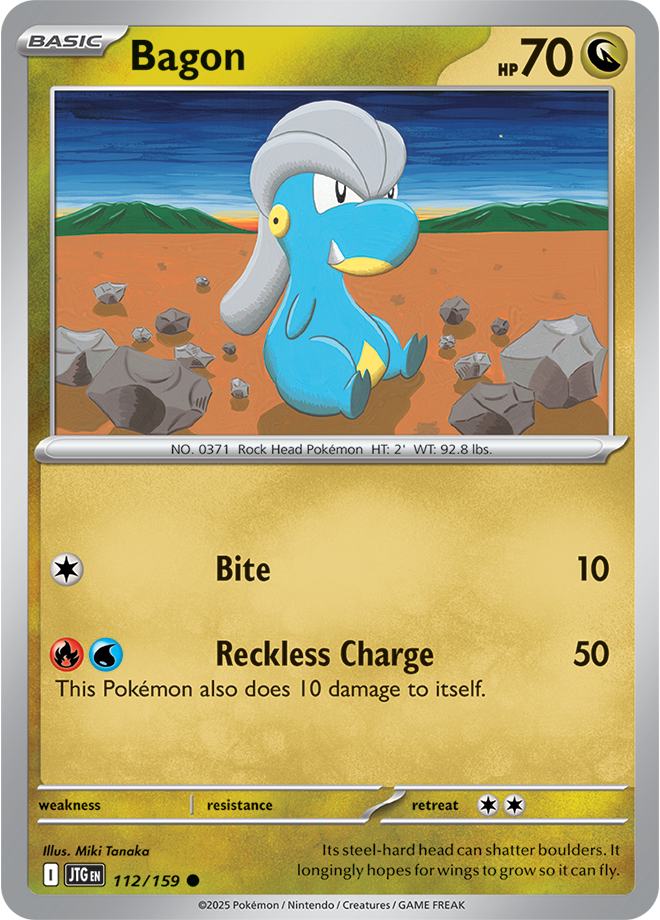 BASIC
Bagon
HP 70
NO. 0371 Rock Head Pokémon HT: 2' WT: 92.8 lbs.
Bite 10
Reckless Charge 50
This Pokémon also does 10 damage to itself.
weakness resistance retreat
Illus. Miki Tanaka
Its steel-hard head can shatter boulders. It
longingly hopes for wings to grow so it can fly.
I JTG EN 112/159
©2025 Pokémon / Nintendo / Creatures / GAME FREAK